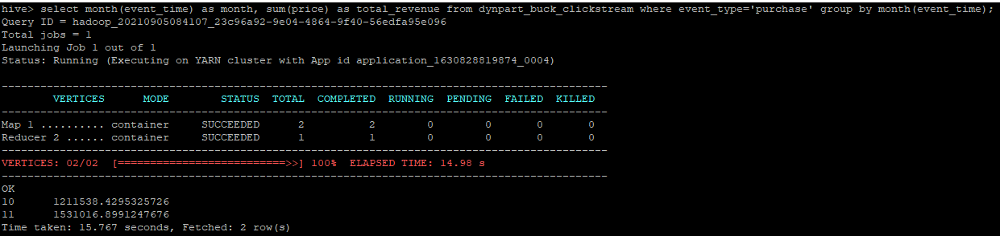 hive> select month(event_time) as month, sum(price) as total_revenue from dynpart_buck_clickstream where event_type='purchase' group by month(event_time);
Query ID = hadoop_20210905084107_23c96a92-9e04-4864-9f40-56edfa95e096
Total jobs = 1
Launching Job 1 out of 1
Status: Running (Executing on YARN cluster with App id application_1630828819874_0004)
----------------------------------------------------------------------------------------------
VERTICES MODE STATUS TOTAL COMPLETED RUNNING PENDING FAILED KILLED
----------------------------------------------------------------------------------------------
Map 1 .......... container SUCCEEDED 2 2 0 0 0 0
Reducer 2 ...... container SUCCEEDED 1 1 0 0 0 0
----------------------------------------------------------------------------------------------
VERTICES: 02/02 [==========================>>] 100% ELAPSED TIME: 14.98 s
----------------------------------------------------------------------------------------------
OK
10 1211538.4295325726
11 1531016.8991247676
Time taken: 15.767 seconds, Fetched: 2 row(s)